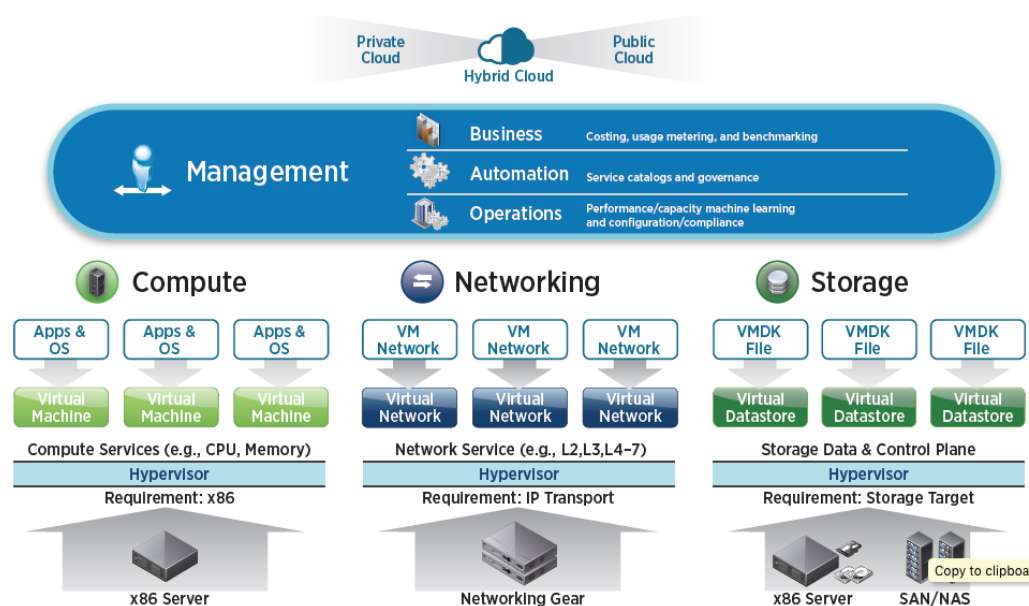 Private
Cloud
Public
Cloud
Hybrid Cloud
Management
Business
Costing, usage metering, and benchmarking
Automation
Service catalogs and governance
Operations
Performance/capacity machine learning
and configuration/compliance
Compute
Networking
Storage
Apps &
OS
Apps &
OS
Apps &
OS
VM
Network
VM
Network
VM
Network
VMDK
File
VMDK
File
VMDK
File
Virtual
Machine
Virtual
Machine
Virtual
Machine
Virtual
Network
Virtual
Network
Virtual
Network
Virtual
Datastore
Virtual
Datastore
Virtual
Datastore
Compute Services (e.g., CPU, Memory)
Network Service (e.g., L2,L3,L4–7)
Storage Data & Control Plane
Hypervisor
Hypervisor
Hypervisor
Requirement: x86
Requirement: IP Transport
Requirement: Storage Target
x86 Server
Networking Gear
x86 Server
SAN/NAS
Copy to clipboa